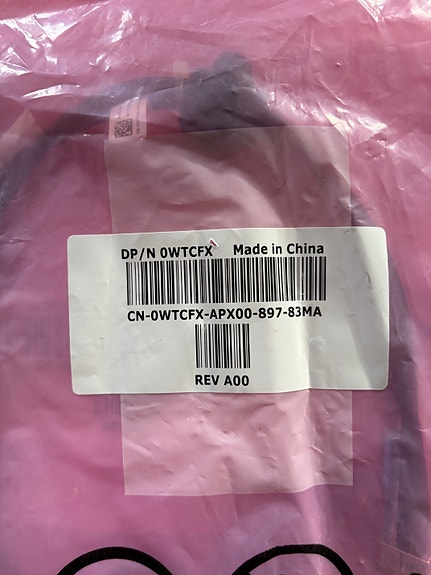 DP/N 0WTCFX Made in China
CN-0WTCFX-APX00-897-83MA
REV A00